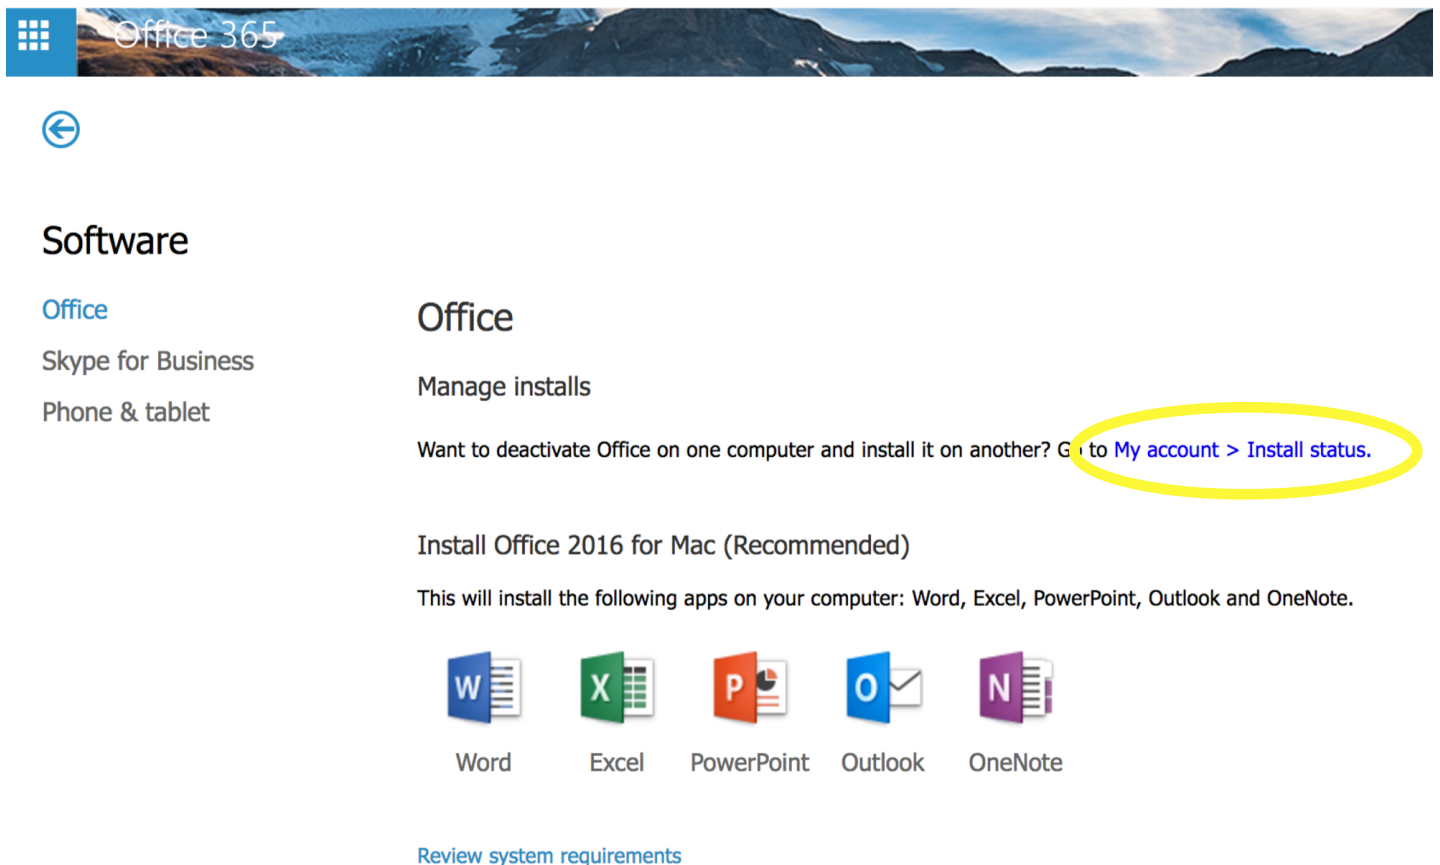 Office 365
Software
Office
Skype for Business
Phone & tablet
Office
Manage installs
Want to deactivate Office on one computer and install it on another? Go to My account > Install status.
Install Office 2016 for Mac (Recommended)
This will install the following apps on your computer: Word, Excel, PowerPoint, Outlook and OneNote.
W X P O N
Word Excel PowerPoint Outlook OneNote
Review system requirements